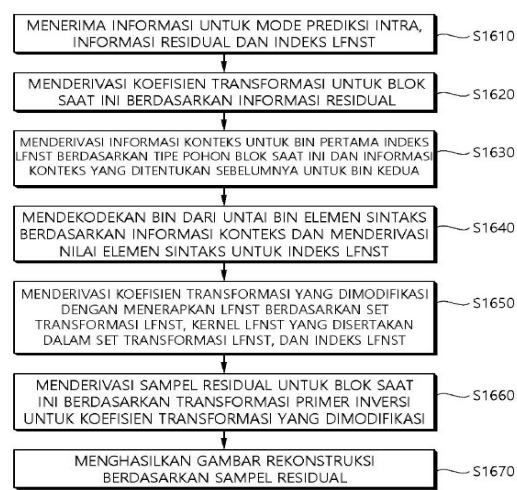 MENERIMA INFORMASI UNTUK MODE PREDIKSI INTRA,
INFORMASI RESIDUAL DAN INDEKS LFNST
S1610
MENDERIVASI KOEFISIEN TRANSFORMASI UNTUK BLOK
SAAT INI BERDASARKAN INFORMASI RESIDUAL
S1620
MENDERIVASI INFORMASI KONTEKS UNTUK BIN PERTAMA INDEKS
LFNST BERDASARKAN TIPE POHON BLOK SAAT INI DAN INFORMASI
KONTEKS YANG DITENTUKAN SEBELUMNYA UNTUK BIN KEDUA
S1630
MENDEKODEKAN BIN DARI UNTAI BIN ELEMEN SINTAKS
BERDASARKAN INFORMASI KONTEKS DAN MENDERIVASI
NILAI ELEMEN SINTAKS UNTUK INDEKS LFNST
S1640
MENDERIVASI KOEFISIEN TRANSFORMASI YANG DIMODIFIKASI
DENGAN MENERAPKAN LFNST BERDASARKAN SET
TRANSFORMASI LFNST, KERNEL LFNST YANG DISERTAKAN
DALAM SET TRANSFORMASI LFNST, DAN INDEKS LFNST
S1650
MENDERIVASI SAMPEL RESIDUAL UNTUK BLOK SAAT
INI BERDASARKAN TRANSFORMASI PRIMER INVERSI
UNTUK KOEFISIEN TRANSFORMASI YANG DIMODIFIKASI
S1660
MENGHASILKAN GAMBAR REKONSTRUKSI
BERDASARKAN SAMPEL RESIDUAL
S1670